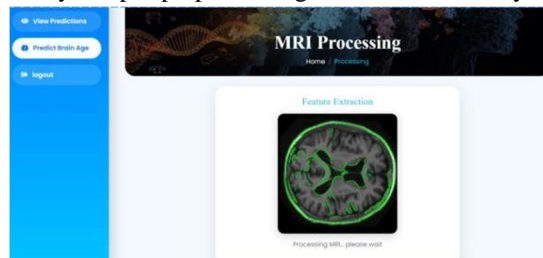 View Predictions
Predict Brain Age
logout
MRI Processing
Home / Processing
Feature Extraction
Processing MRI... please wait